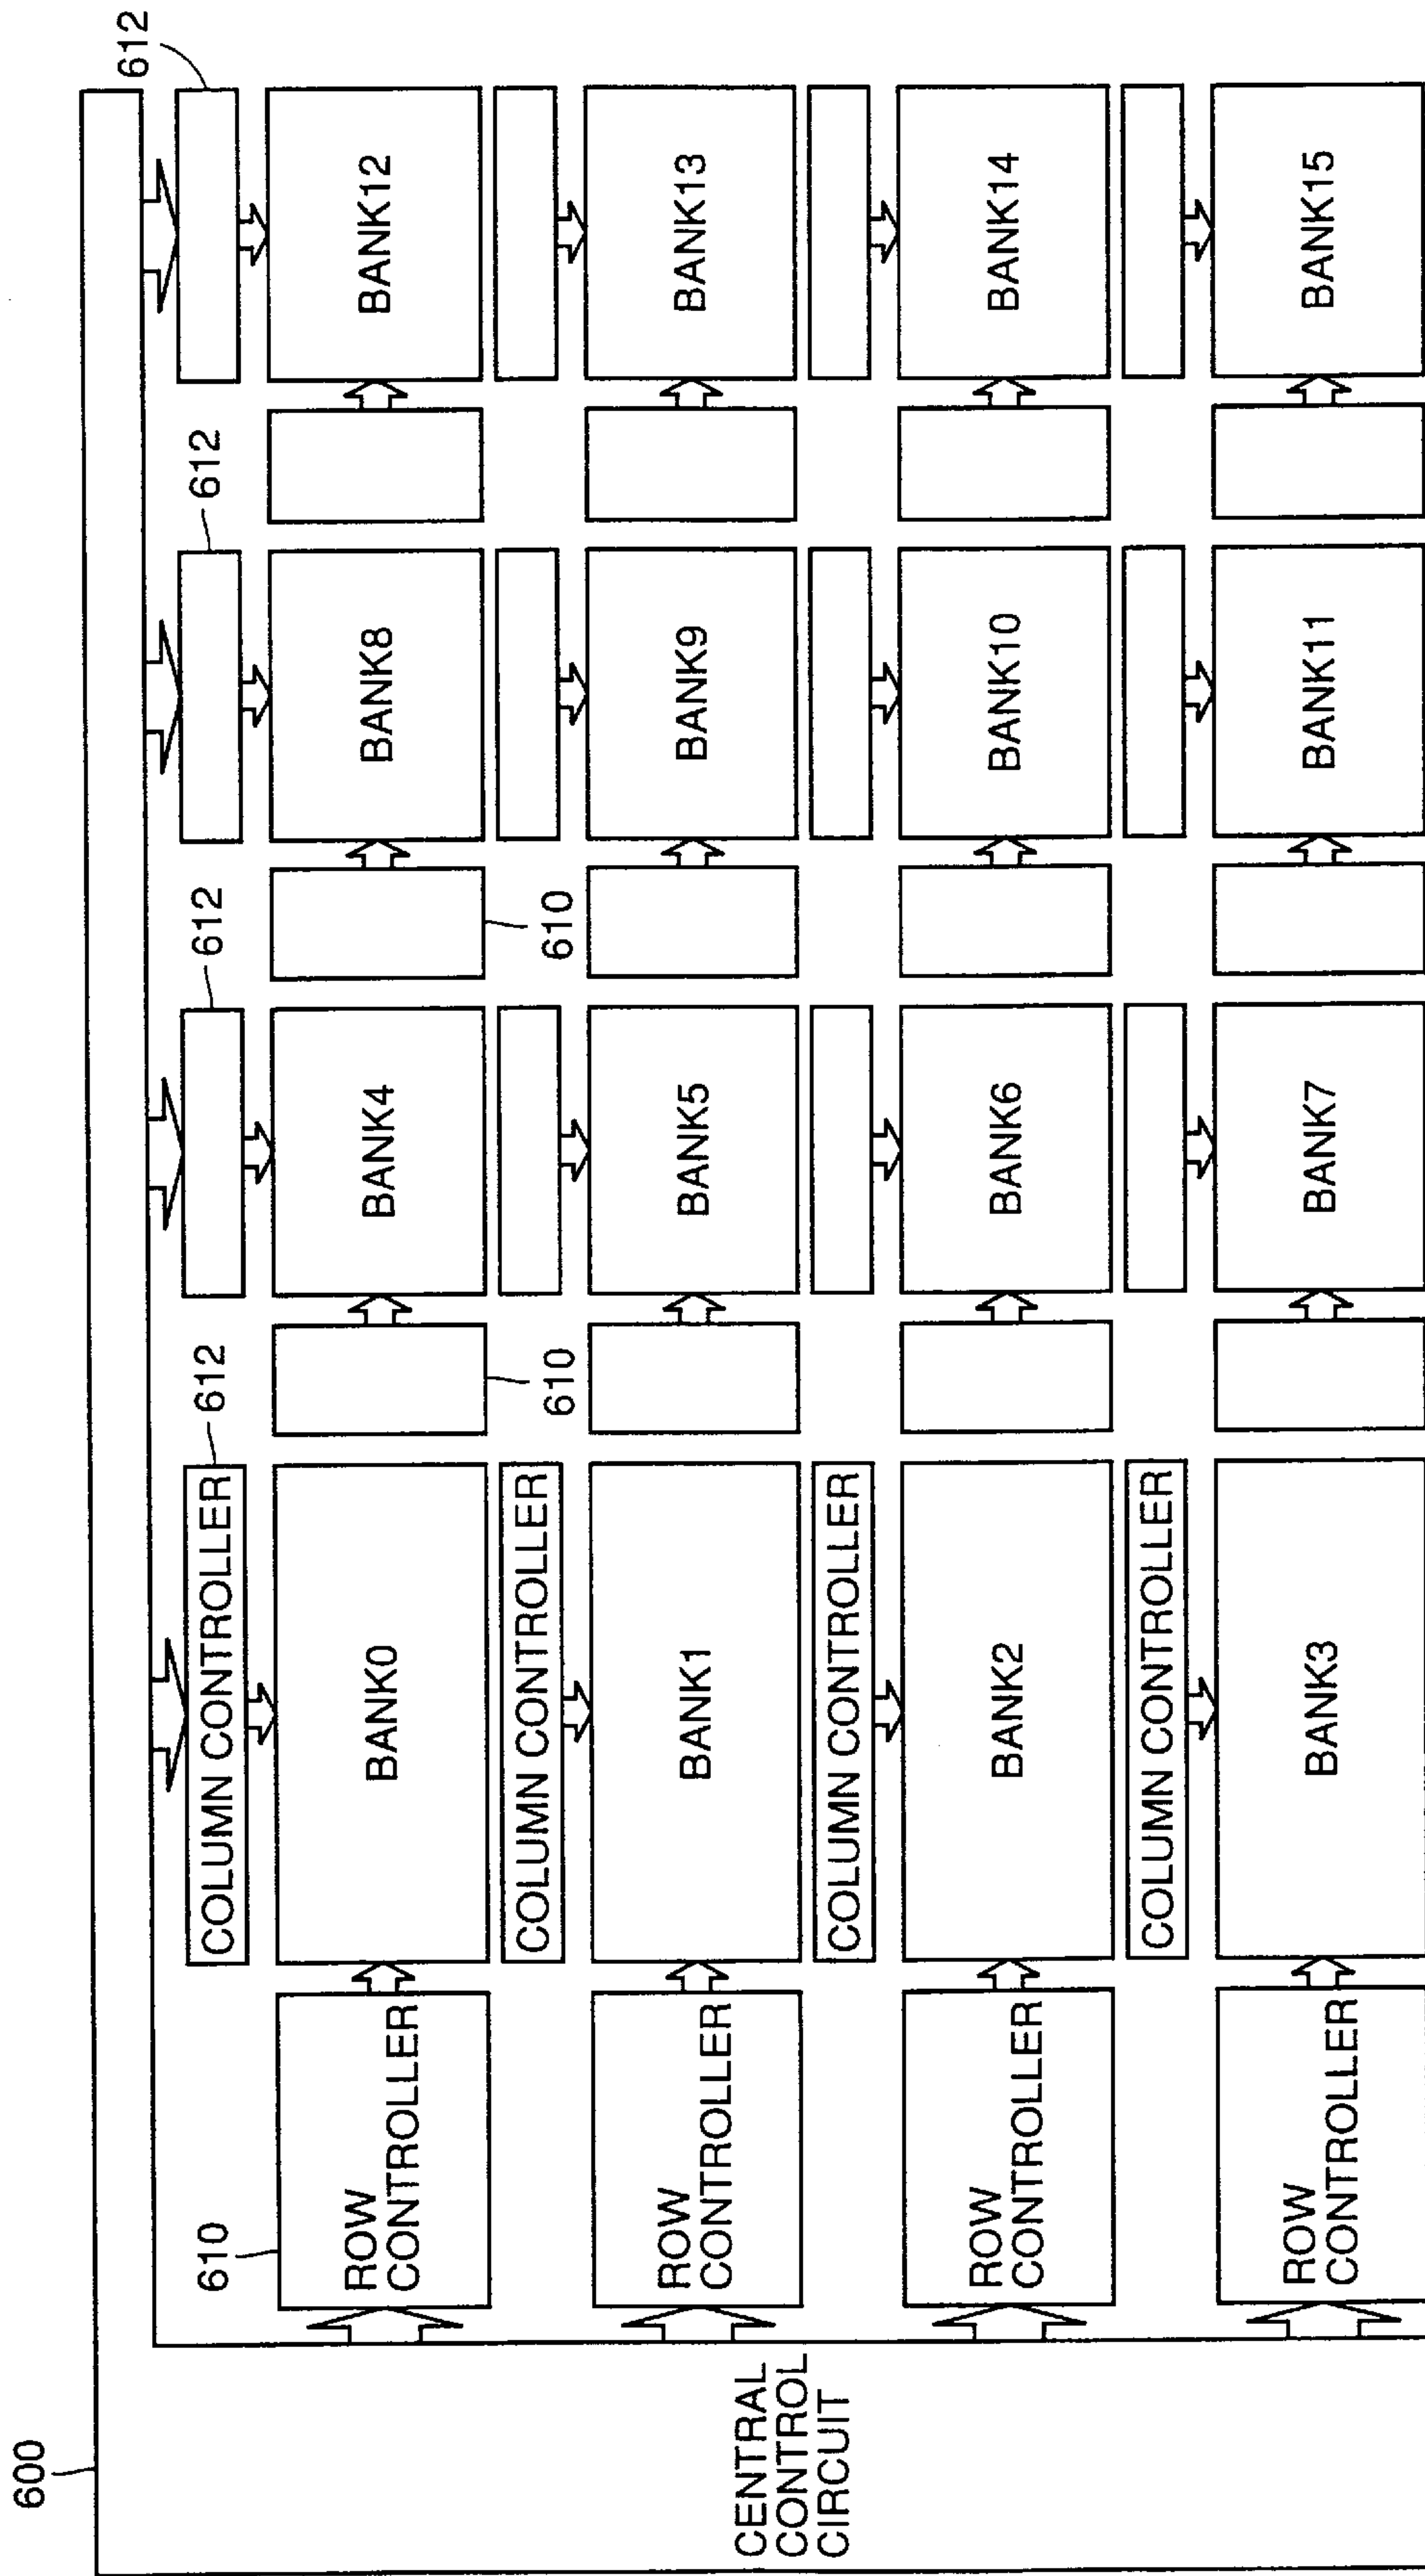 600
612
612
612
612
610
COLUMN CONTROLLER
ROW
CONTROLLER
BANK0
BANK4
BANK8
BANK12
610
610
COLUMN CONTROLLER
ROW
CONTROLLER
BANK1
BANK5
BANK9
BANK13
CENTRAL
CONTROL
CIRCUIT
COLUMN CONTROLLER
ROW
CONTROLLER
BANK2
BANK6
BANK10
BANK14
COLUMN CONTROLLER
ROW
CONTROLLER
BANK3
BANK7
BANK11
BANK15